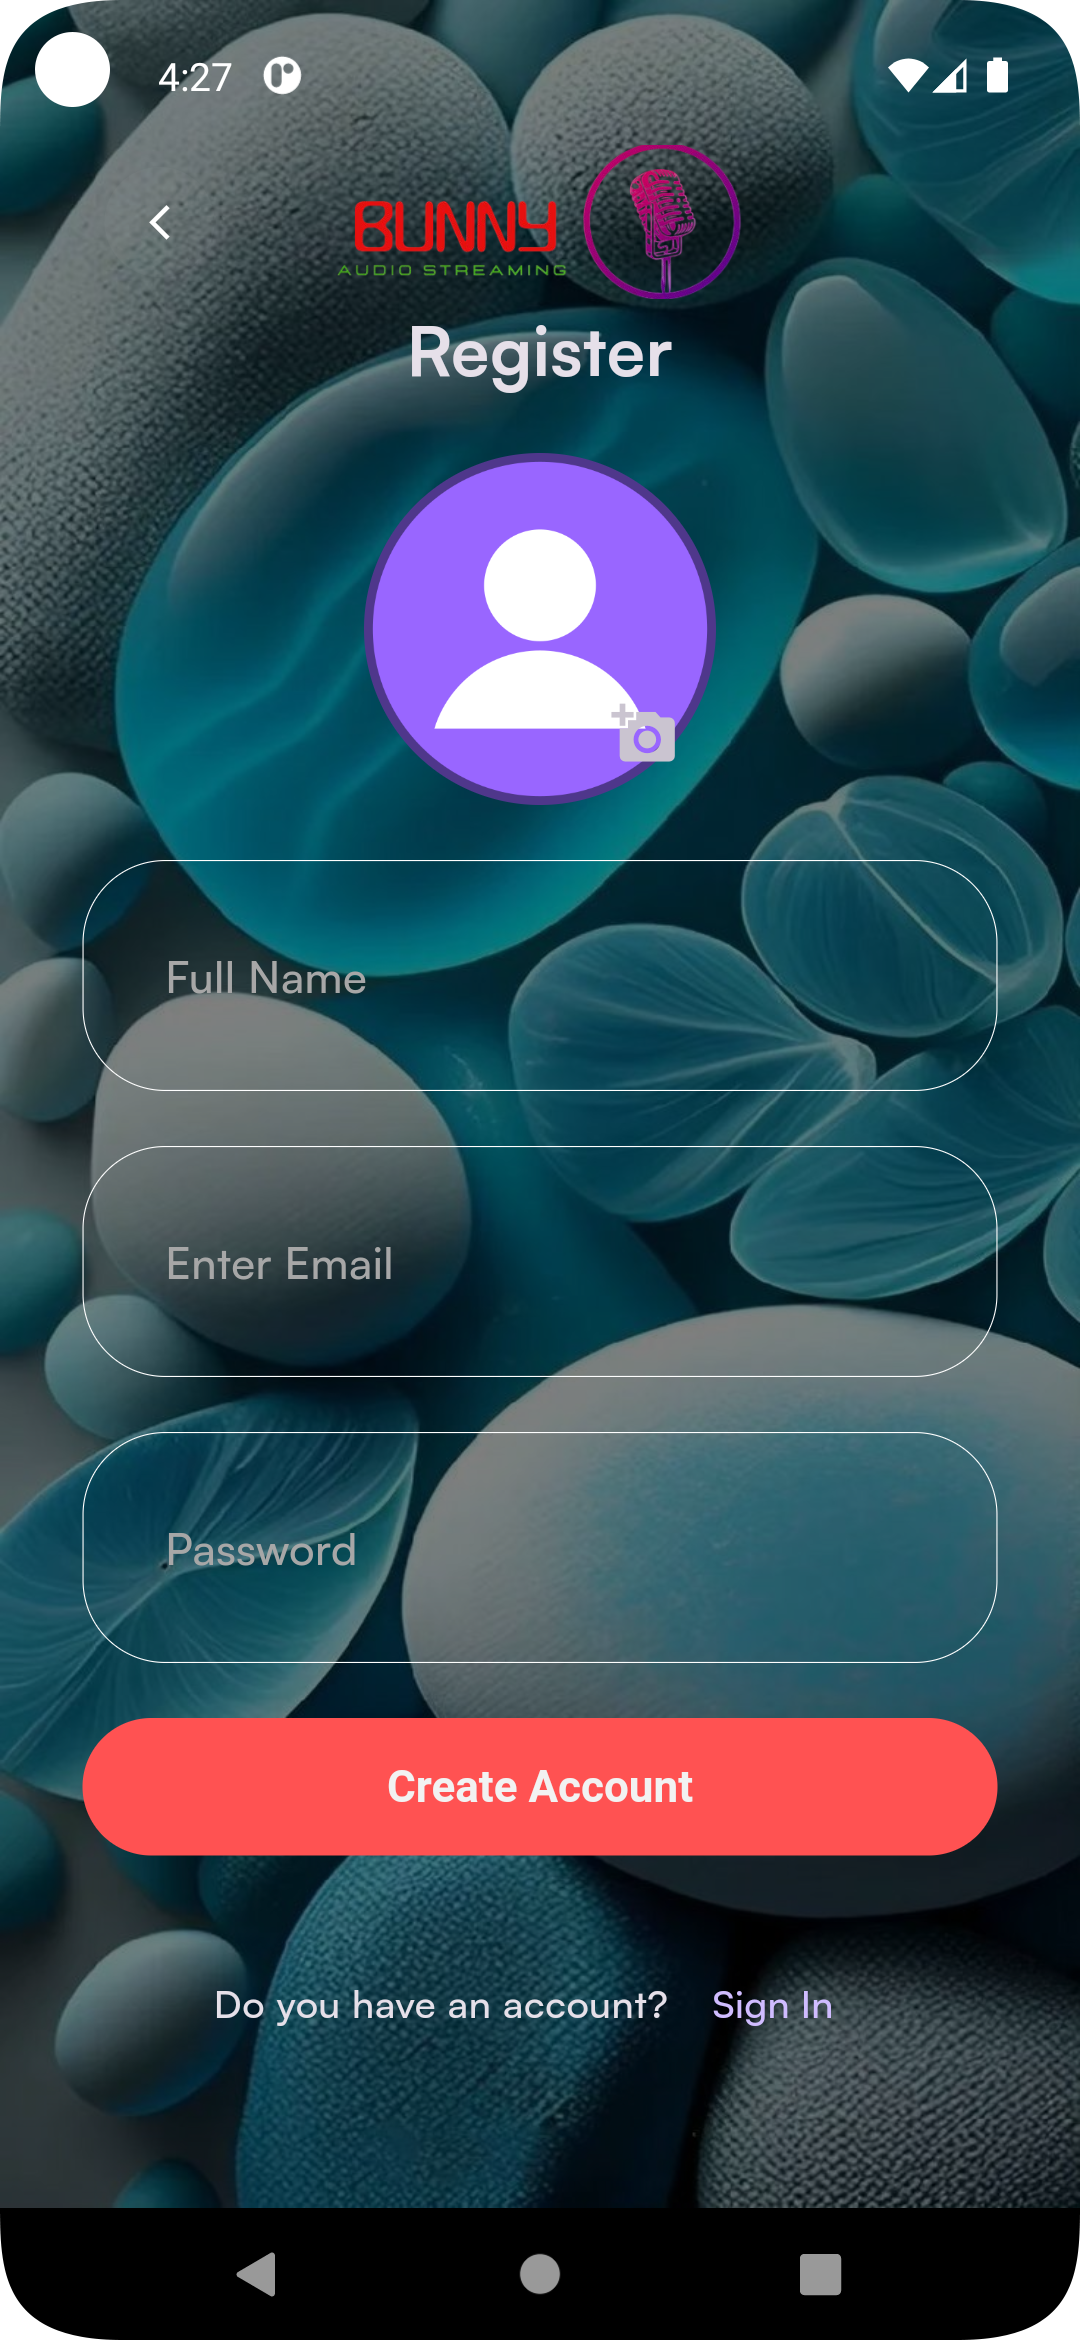 4:27
BUNNY
AUDIO STREAMING
Register
Full Name
Enter Email
Password
Create Account
Do you have an account? Sign In